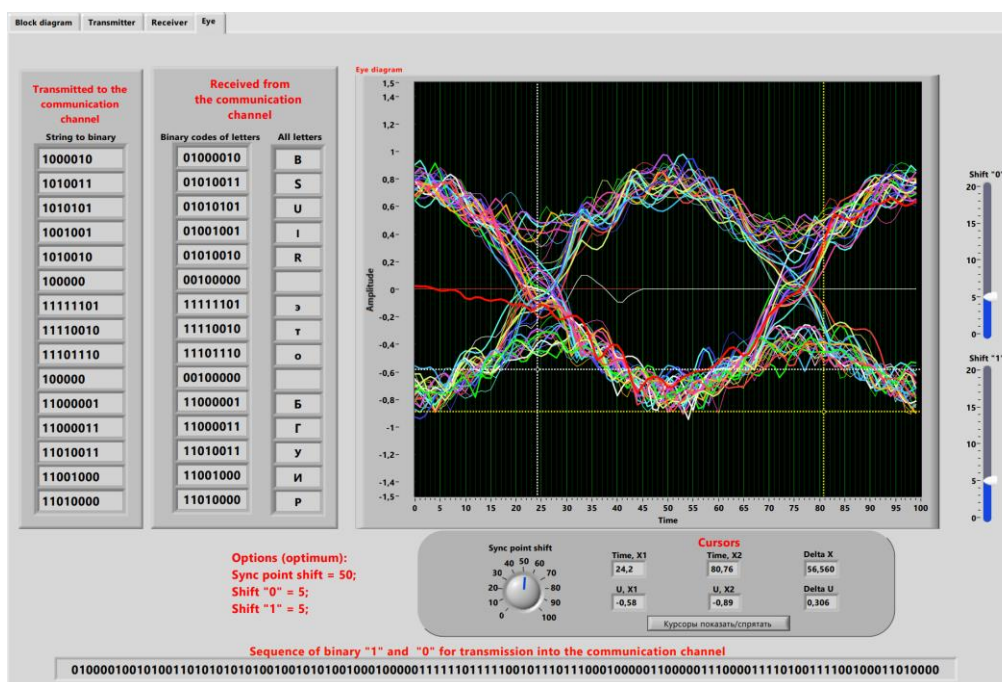 Block diagram Transmitter Receiver Eye
Transmitted to the
communication
channel
String to binary
1000010
1010011
1010101
1001001
1010010
100000
11111101
11110010
11101110
100000
11000001
11000011
11010011
11001000
11010000
Received from
the communication
channel
Binary codes of letters All letters
01000010 B
01010011 S
01010101 U
01001001 I
01010010 R
00100000
11111101 э
11110010 т
11101110 о
00100000
11000001 Б
11000011 Г
11010011 У
11001000 И
11010000 Р
Eye diagram
Amplitude
1,5-
1,4-
1,2-
1-
0,8-
0,6-
0,4-
0,2-
0-
-0,2-
-0,4-
-0,6-
-0,8-
-1-
-1,2-
-1,4-
-1,5-
0 5 10 15 20 25 30 35 40 45 50 55 60 65 70 75 80 85 90 95 100
Time
Shift "0"
20-
15-
10-
5-
0-
Shift "1"
20-
15-
10-
5-
0-
Options (optimum):
Sync point shift = 50;
Shift "0" = 5;
Shift "1" = 5;
Sync point shift
0 10 20 30 40 50 60 70 80 90 100
Cursors
Time, X1 Time, X2 Delta X
24,2 80,76 56,560
U, X1 U, X2 Delta U
-0,58 -0,89 0,306
Курсоры показать/спрятать
Sequence of binary "1" and "0" for transmission into the communication channel